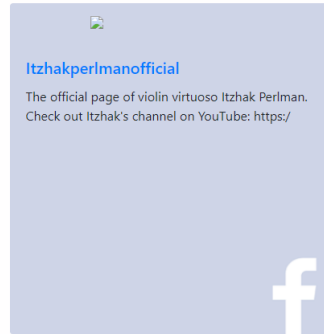 Itzhakperlmanofficial
The official page of violin virtuoso Itzhak Perlman.
Check out Itzhak's channel on YouTube: https:/